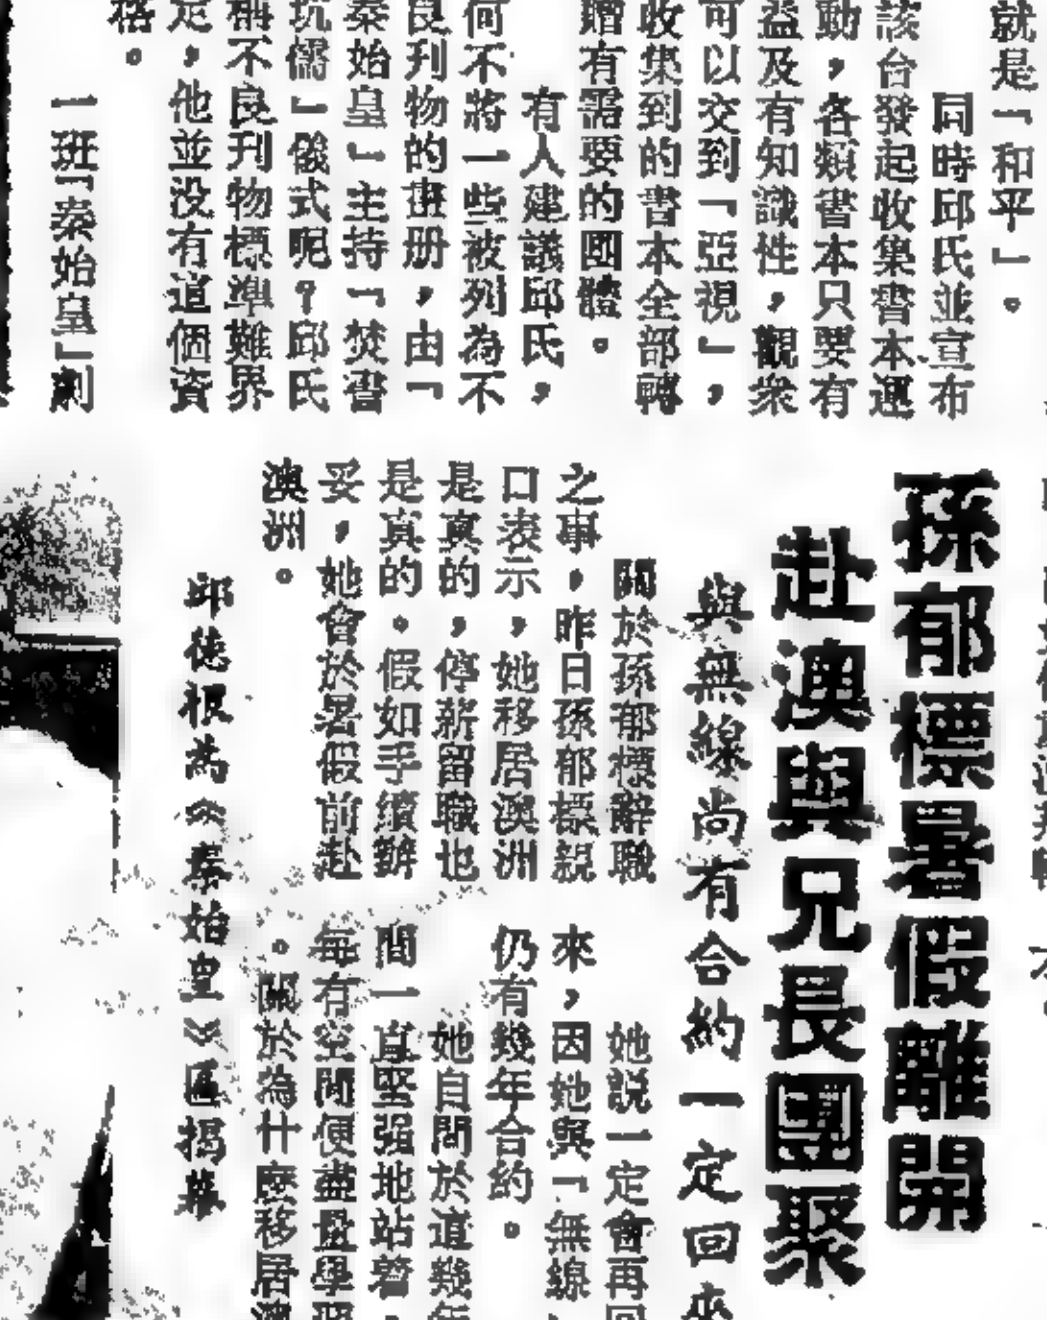 就是「和平」。
同時邱氏並宣布
該台發起收集書本運
動，各類書本只要有
益及有知識性，觀衆
可以交到「亞視」，
收集到的書本全部轉
贈有需要的團體。
有人建議邱氏，
何不將一些被列為不
良刋物的畫册，由「
秦始皇」主持「焚書
坑儒」儀式呢？邱氏
稱不良刋物標準難界
定，他並没有這個資
格。
一班「秦始皇」劇
孫郁標暑假離開
赴澳與兄長團聚
與無線尚有合約一定回來
關於孫郁標辭職
之事，昨日孫郁標親
口表示，她移居澳洲
是真的，停薪留職也
是真的。假如手續辦
妥，她會於暑假前赴
澳洲。
她説一定會再回
來，因她與「無線」
仍有幾年合約。
她自問於這幾年
間一直堅强地站着，
每有空閒便盡量學習
。關於為什麽移居澳
邱德根為《秦始皇》區揭幕